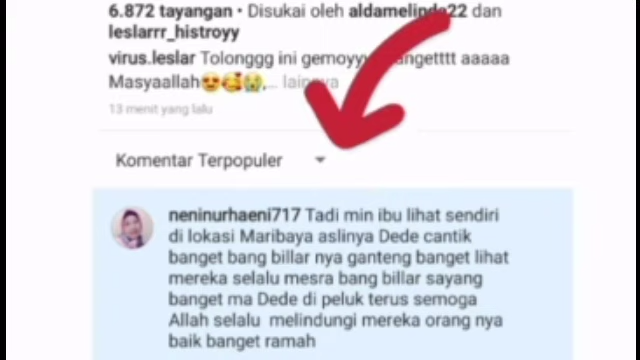 6.872 tayangan • Disukai oleh aldamelinda22 dan
leslarrr_histroyy
virus.leslar Tolonggg ini gemoyyy bangetttt aaaaa
Masyaallah😍🥰😭,... lainnya
13 menit yang lalu
Komentar Terpopuler
neninurhaeni717 Tadi min ibu lihat sendiri
di lokasi Maribaya aslinya Dede cantik
banget bang billar nya ganteng banget lihat
mereka selalu mesra bang billar sayang
banget ma Dede di peluk terus semoga
Allah selalu melindungi mereka orang nya
baik banget ramah